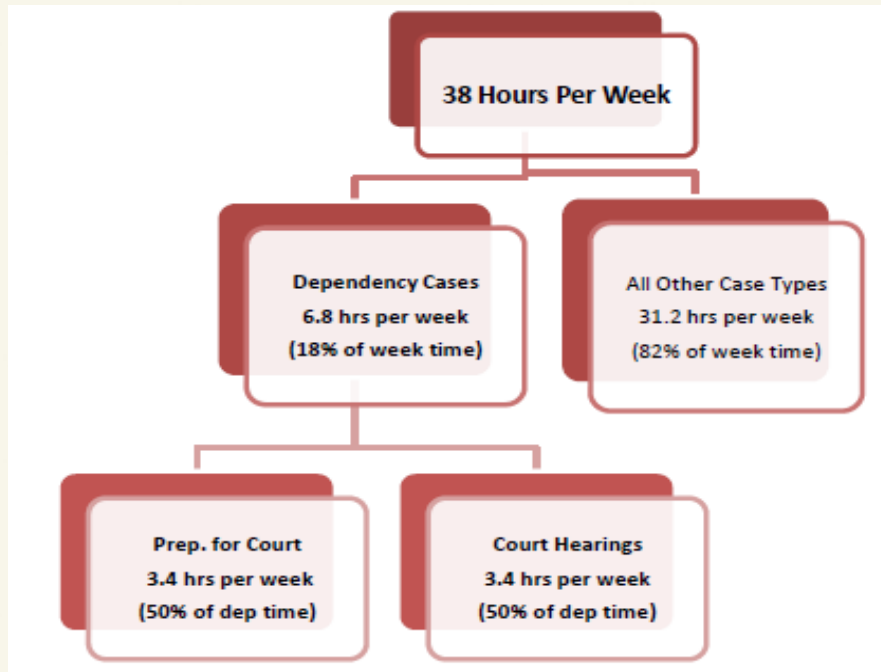 38 Hours Per Week
Dependency Cases
6.8 hrs per week
(18% of week time)
All Other Case Types
31.2 hrs per week
(82% of week time)
Prep. for Court
3.4 hrs per week
(50% of dep time)
Court Hearings
3.4 hrs per week
(50% of dep time)